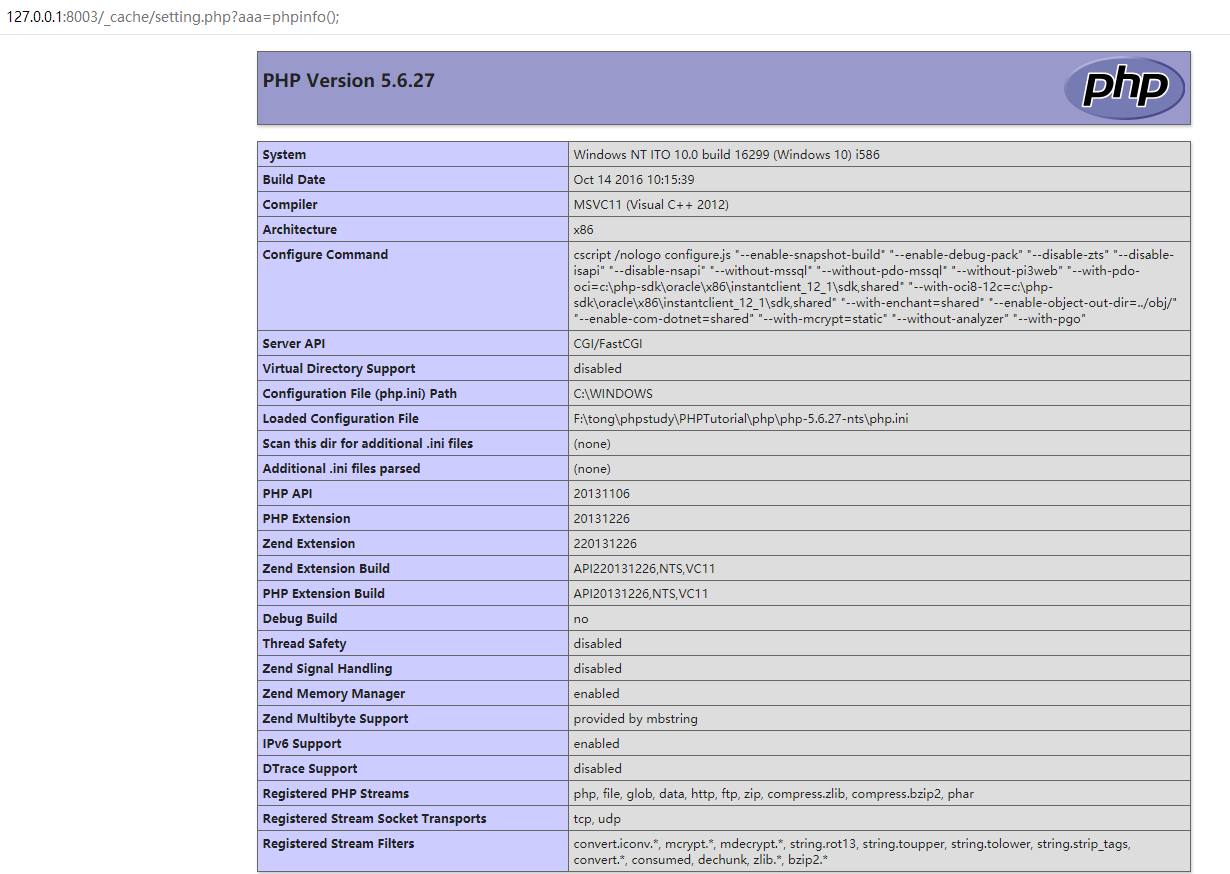 127.0.0.1:8003/_cache/setting.php?aaa=phpinfo();
PHP Version 5.6.27
php
System Windows NT ITO 10.0 build 16299 (Windows 10) i586
Build Date Oct 14 2016 10:15:39
Compiler MSVC11 (Visual C++ 2012)
Architecture x86
Configure Command cscript /nologo configure.js "--enable-snapshot-build" "--enable-debug-pack" "--disable-zts" "--disable-
isapi" "--disable-nsapi" "--without-mssql" "--without-pdo-mssql" "--without-pi3web" "--with-pdo-
oci=c:\php-sdk\oracle\x86\instantclient_12_1\sdk,shared" "--with-oci8-12c=c:\php-
sdk\oracle\x86\instantclient_12_1\sdk,shared" "--with-enchant=shared" "--enable-object-out-dir=../obj/"
"--enable-com-dotnet=shared" "--with-mcrypt=static" "--without-analyzer" "--with-pgo"
Server API CGI/FastCGI
Virtual Directory Support disabled
Configuration File (php.ini) Path C:\WINDOWS
Loaded Configuration File F:\tong\phpstudy\PHPTutorial\php\php-5.6.27-nts\php.ini
Scan this dir for additional .ini files (none)
Additional .ini files parsed (none)
PHP API 20131106
PHP Extension 20131226
Zend Extension 220131226
Zend Extension Build API220131226,NTS,VC11
PHP Extension Build API20131226,NTS,VC11
Debug Build no
Thread Safety disabled
Zend Signal Handling disabled
Zend Memory Manager enabled
Zend Multibyte Support provided by mbstring
IPv6 Support enabled
DTrace Support disabled
Registered PHP Streams php, file, glob, data, http, ftp, zip, compress.zlib, compress.bzip2, phar
Registered Stream Socket Transports tcp, udp
Registered Stream Filters convert.iconv.*, mcrypt.*, mdecrypt.*, string.rot13, string.toupper, string.tolower, string.strip_tags,
convert.*, consumed, dechunk, zlib.*, bzip2.*